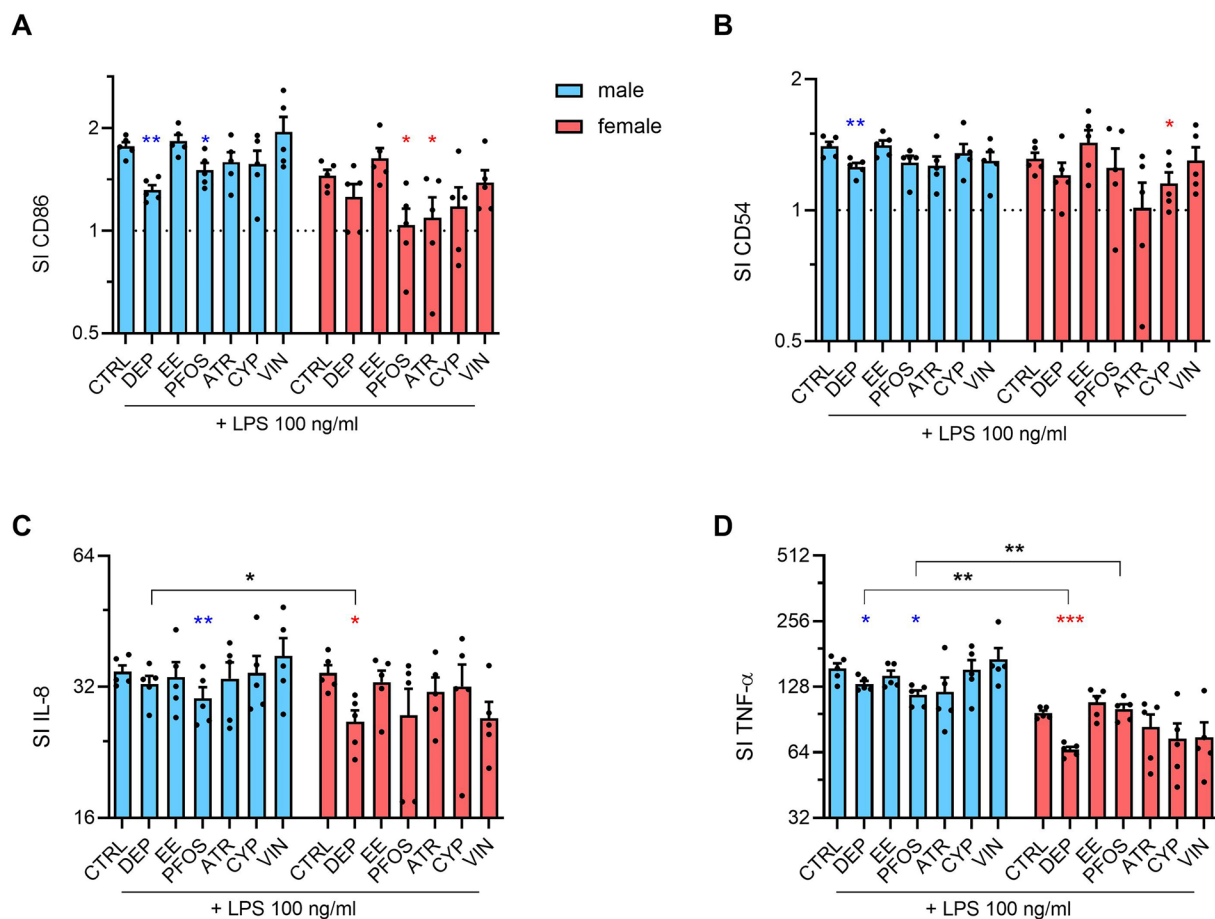 A
B
SI CD86
2
1
0.5
**
*
*
*
CTRL DEP EE PFOS ATR CYP VIN CTRL DEP EE PFOS ATR CYP VIN
+ LPS 100 ng/ml
male
female
SI CD54
2
1
0.5
**
*
CTRL DEP EE PFOS ATR CYP VIN CTRL DEP EE PFOS ATR CYP VIN
+ LPS 100 ng/ml
C
D
SI IL-8
64
32
16
*
**
*
CTRL DEP EE PFOS ATR CYP VIN CTRL DEP EE PFOS ATR CYP VIN
+ LPS 100 ng/ml
SI TNF-α
512
256
128
64
32
**
**
*
*
***
CTRL DEP EE PFOS ATR CYP VIN CTRL DEP EE PFOS ATR CYP VIN
+ LPS 100 ng/ml